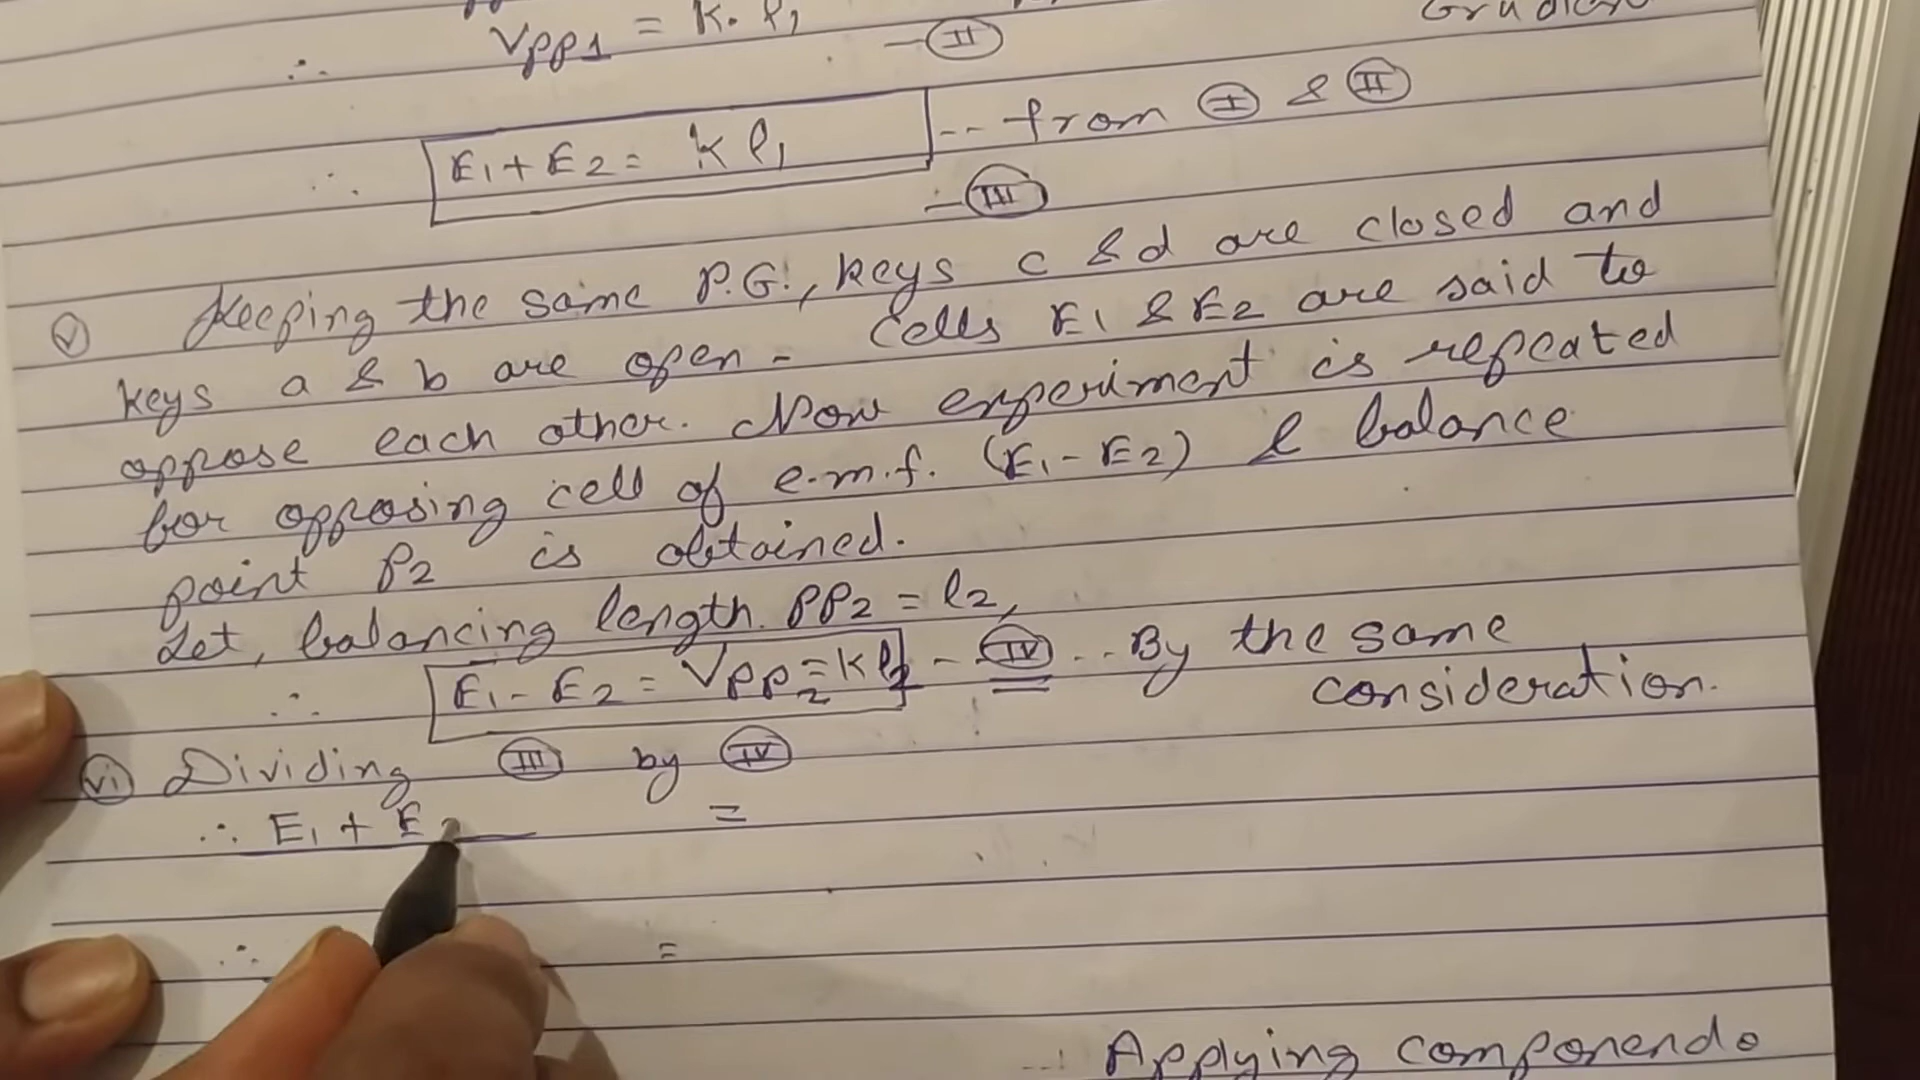 ∴ VPP1 = K. l1 — II
∴ E1 + E2 = k l1 -- from I & II
— III
v Keeping the same P.G., keys c & d are closed and
keys a & b are open - Cells E1 & E2 are said to
oppose each other. Now experiment is repeated
for opposing cell of e.m.f. (E1 - E2) & balance
point P2 is obtained.
Let, balancing length PP2 = l2,
∴ E1 - E2 = VPP2 = k l2 - IV .. By the same
consideration.
vi Dividing III by IV
∴ E1 + E2 =
∴ =
... Applying componendo